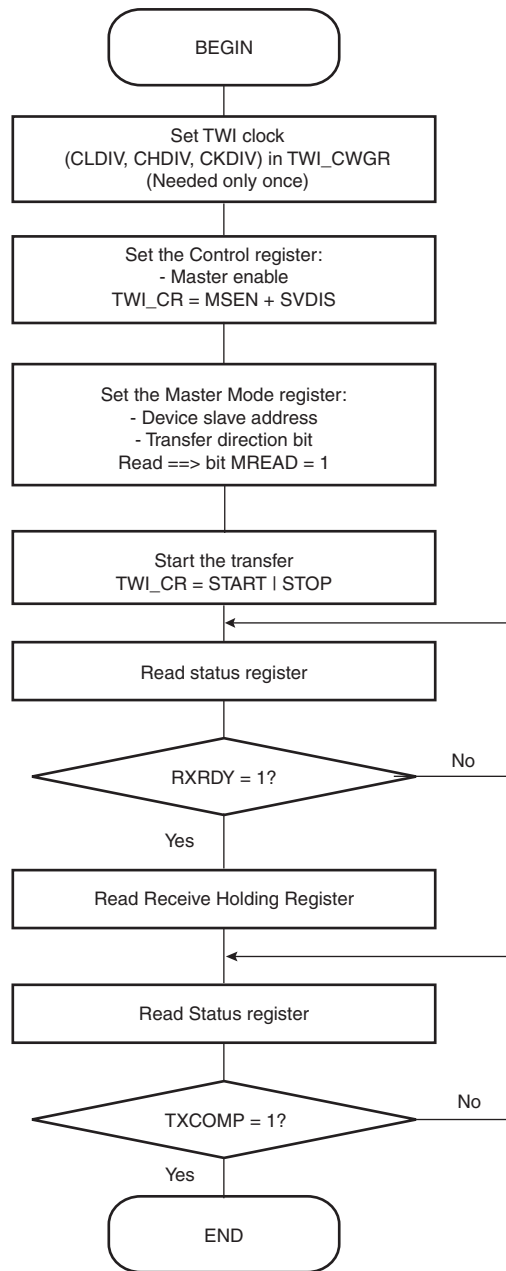 BEGIN
Set TWI clock
(CLDIV, CHDIV, CKDIV) in TWI_CWGR
(Needed only once)
Set the Control register:
- Master enable
TWI_CR = MSEN + SVDIS
Set the Master Mode register:
- Device slave address
- Transfer direction bit
Read ==> bit MREAD = 1
Start the transfer
TWI_CR = START | STOP
Read status register
RXRDY = 1?
No
Yes
Read Receive Holding Register
Read Status register
TXCOMP = 1?
No
Yes
END